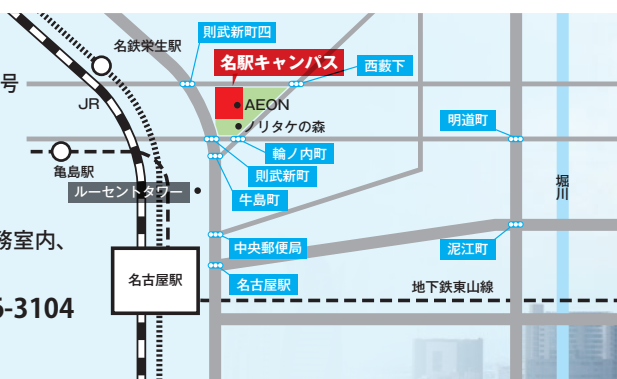 則武新町四
名鉄栄生駅
名駅キャンパス
西薮下
号
JR
AEON
ノリタケの森
明道町
輪ノ内町
亀島駅
則武新町
ルーセントタワー
牛島町
堀川
務室内、
中央郵便局
泥江町
名古屋駅
名古屋駅
地下鉄東山線
6-3104